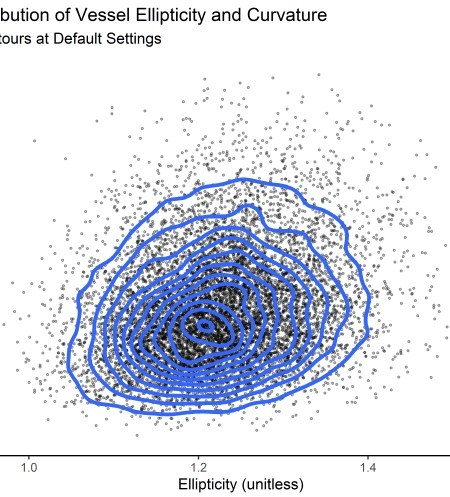 bution of Vessel Ellipticity and Curvature
tours at Default Settings
1.0 1.2 1.4
Ellipticity (unitless)